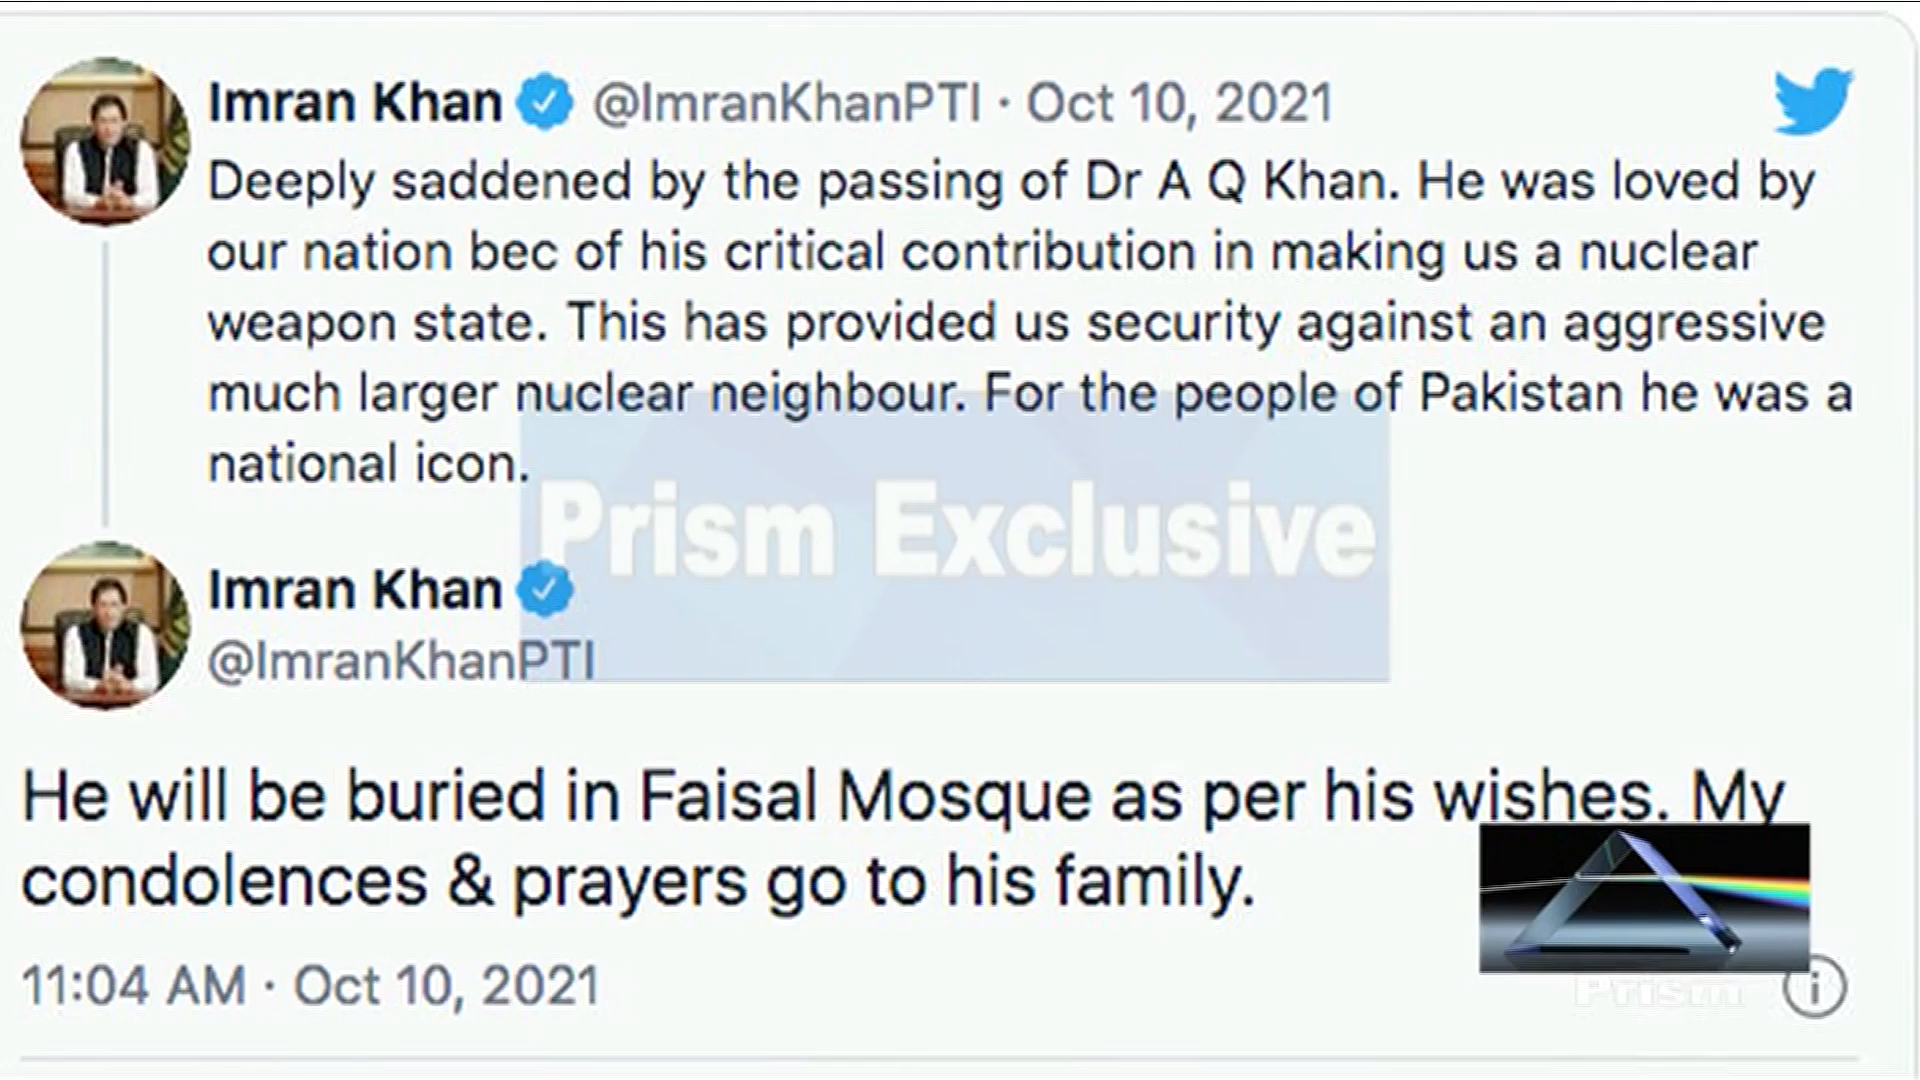 Imran Khan @ImranKhanPTI · Oct 10, 2021
Deeply saddened by the passing of Dr A Q Khan. He was loved by
our nation bec of his critical contribution in making us a nuclear
weapon state. This has provided us security against an aggressive
much larger nuclear neighbour. For the people of Pakistan he was a
national icon.
Prism Exclusive
Imran Khan
@ImranKhanPTI
He will be buried in Faisal Mosque as per his wishes. My
condolences & prayers go to his family.
11:04 AM · Oct 10, 2021
Prism